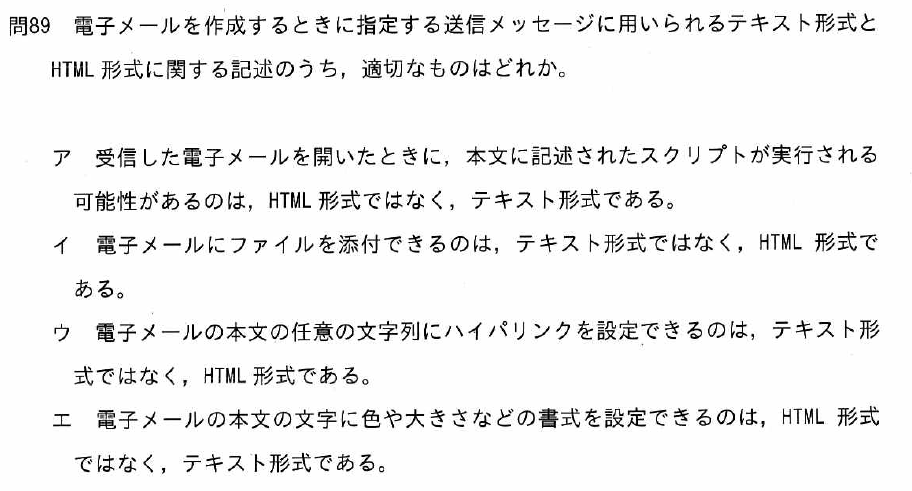 問89 電子メールを作成するときに指定する送信メッセージに用いられるテキスト形式と
HTML 形式に関する記述のうち，適切なものはどれか。
ア 受信した電子メールを開いたときに，本文に記述されたスクリプトが実行される
可能性があるのは，HTML 形式ではなく，テキスト形式である。
イ 電子メールにファイルを添付できるのは，テキスト形式ではなく，HTML 形式で
ある。
ウ 電子メールの本文の任意の文字列にハイパリンクを設定できるのは，テキスト形
式ではなく，HTML 形式である。
エ 電子メールの本文の文字に色や大きさなどの書式を設定できるのは，HTML 形式
ではなく，テキスト形式である。